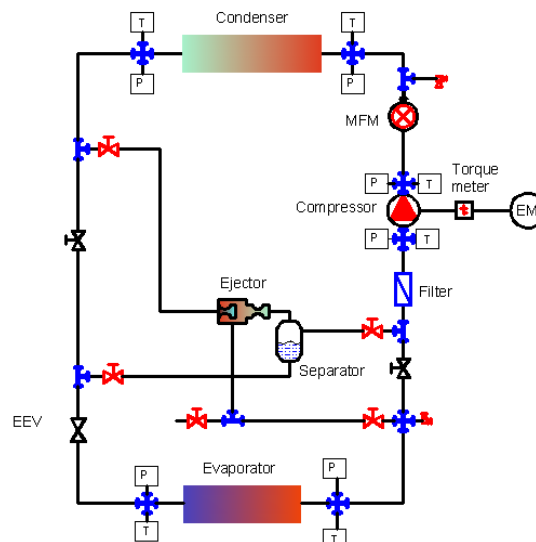 Condenser
T
T
P
P
MFM
Torque
meter
P
T
Compressor
EM
P
T
Ejector
Filter
Separator
EEV
Evaporator
P
P
T
T